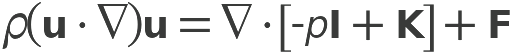 ρ(u · ∇)u = ∇ ·[-pI + K]+ F